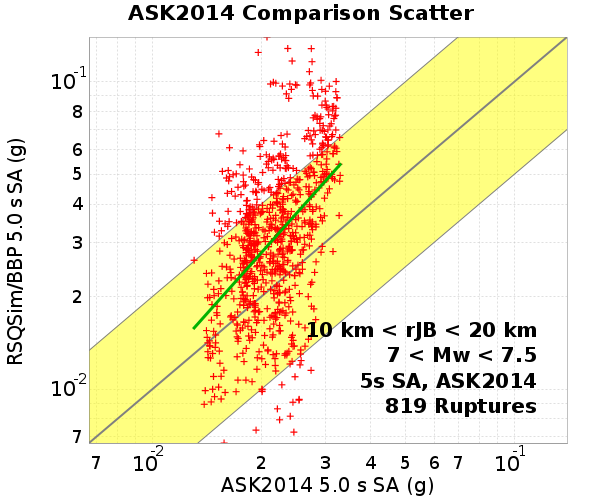 ASK2014 Comparison Scatter
RSQSim/BBP 5.0 s SA (g)
10⁻¹
8
6
5
4
3
2
10⁻²
7
10 km < rJB < 20 km
7 < Mw < 7.5
5s SA, ASK2014
819 Ruptures
7 10⁻² 2 3 4 5 6 7 10⁻¹
ASK2014 5.0 s SA (g)